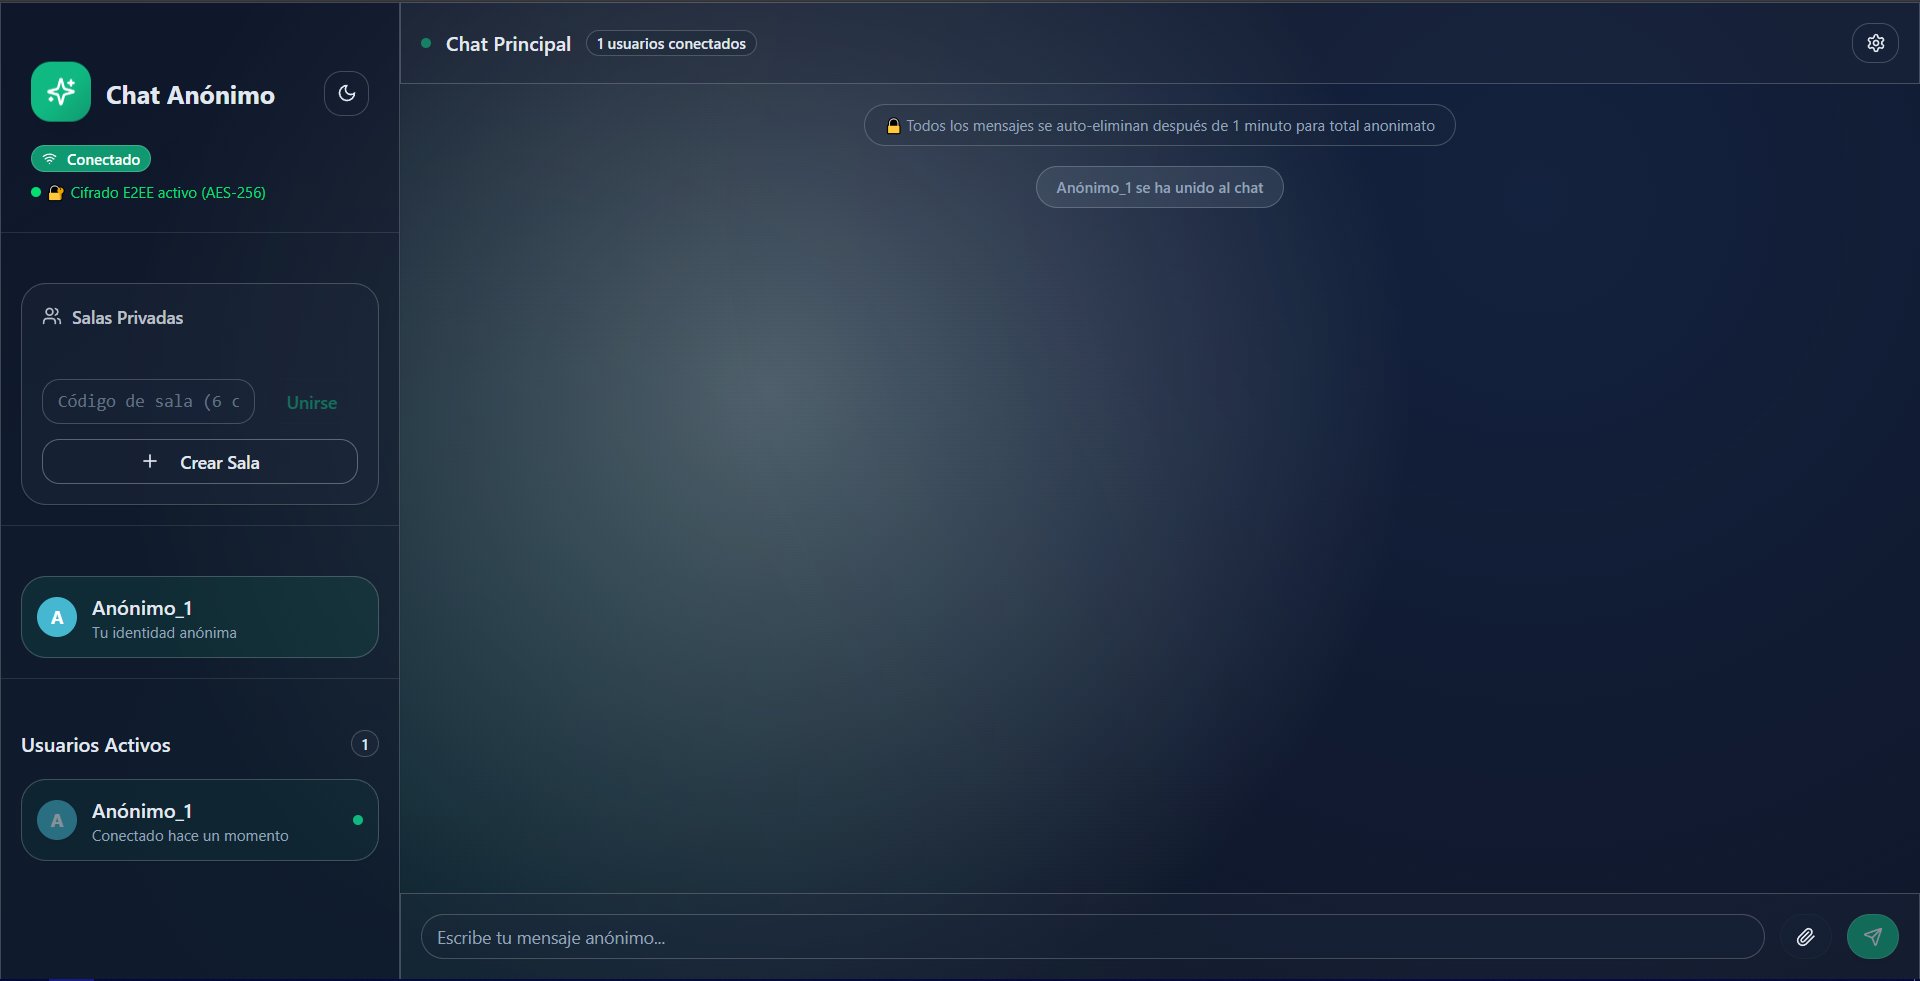 Chat Anónimo
Conectado
Cifrado E2EE activo (AES-256)
Salas Privadas
Código de sala (6 c
Unirse
Crear Sala
A
Anónimo_1
Tu identidad anónima
Usuarios Activos
1
A
Anónimo_1
Conectado hace un momento
Chat Principal
1 usuarios conectados
Todos los mensajes se auto-eliminan después de 1 minuto para total anonimato
Anónimo_1 se ha unido al chat
Escribe tu mensaje anónimo...